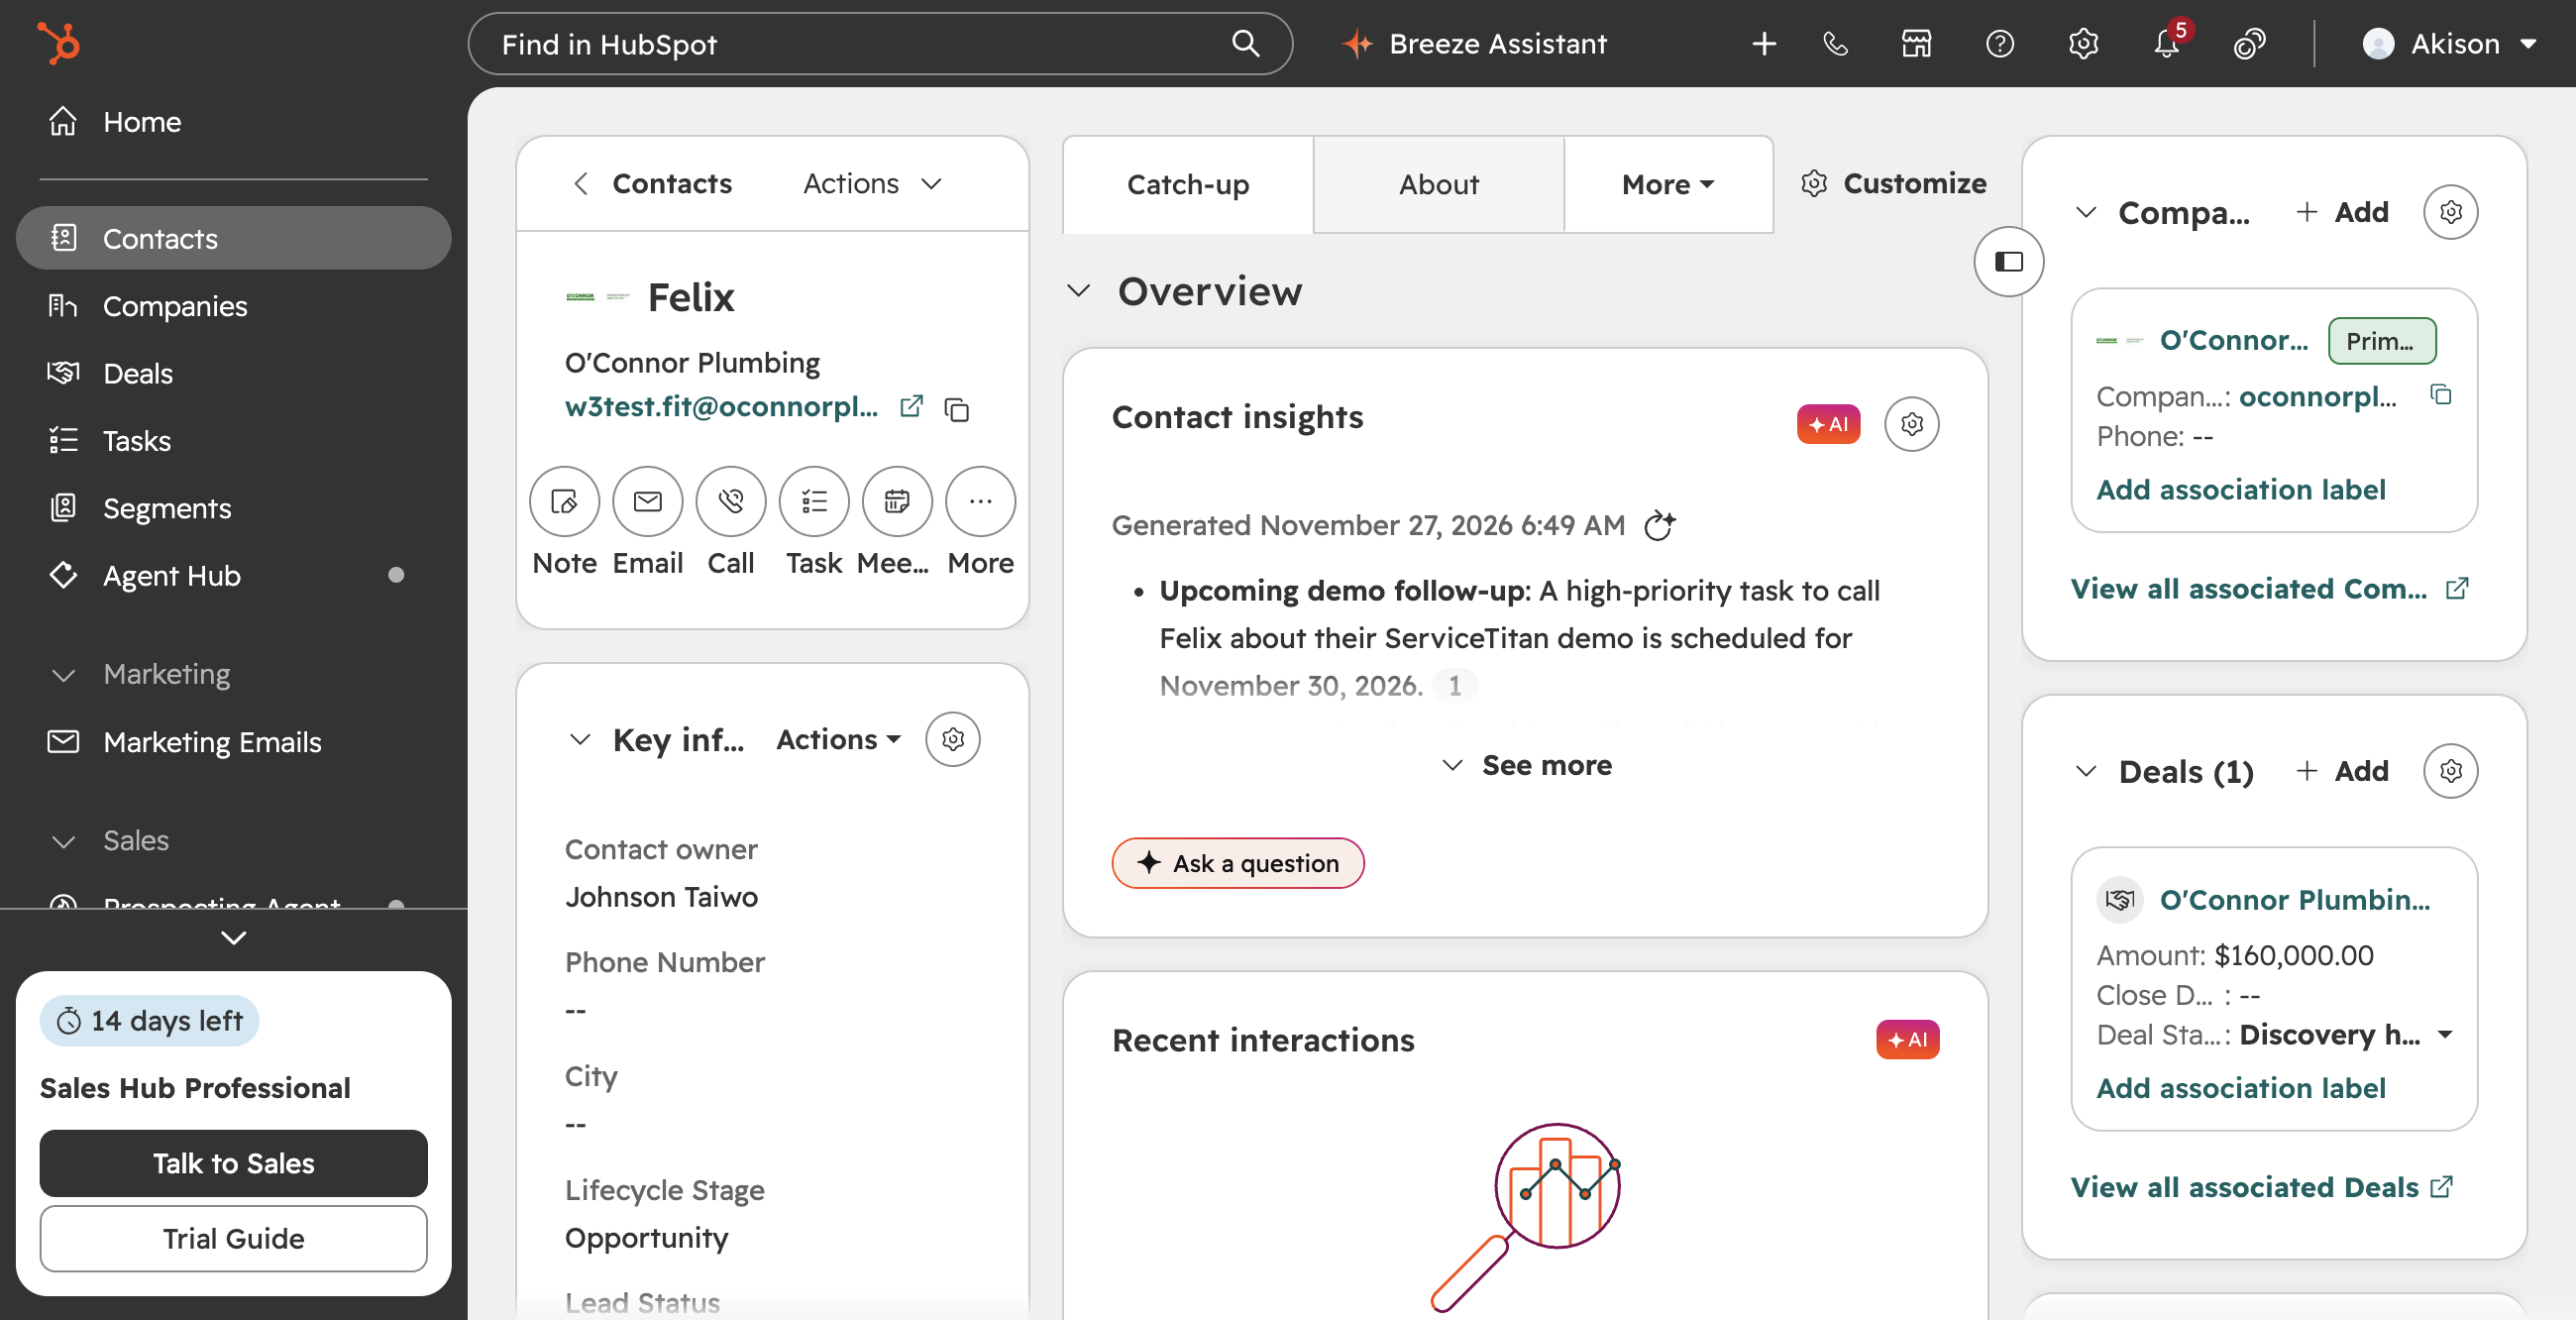 Find in HubSpot
Breeze Assistant
5
Akison
Home
Contacts
Companies
Deals
Tasks
Segments
Agent Hub
Marketing
Marketing Emails
Sales
Prospecting Agent
14 days left
Sales Hub Professional
Talk to Sales
Trial Guide
Contacts
Actions
Felix
O'Connor Plumbing
w3test.fit@oconnorpl...
Note
Email
Call
Task
Mee...
More
Key inf...
Actions
Contact owner
Johnson Taiwo
Phone Number
--
City
--
Lifecycle Stage
Opportunity
Lead Status
Catch-up
About
More
Customize
Overview
Contact insights
AI
Generated November 27, 2026 6:49 AM
• Upcoming demo follow-up: A high-priority task to call
Felix about their ServiceTitan demo is scheduled for
November 30, 2026. 1
See more
Ask a question
Recent interactions
AI
Compa...
+ Add
O'Connor...
Prim...
Compan...: oconnorpl...
Phone: --
Add association label
View all associated Com...
Deals (1)
+ Add
O'Connor Plumbin...
Amount: $160,000.00
Close D... : --
Deal Sta...: Discovery h...
Add association label
View all associated Deals